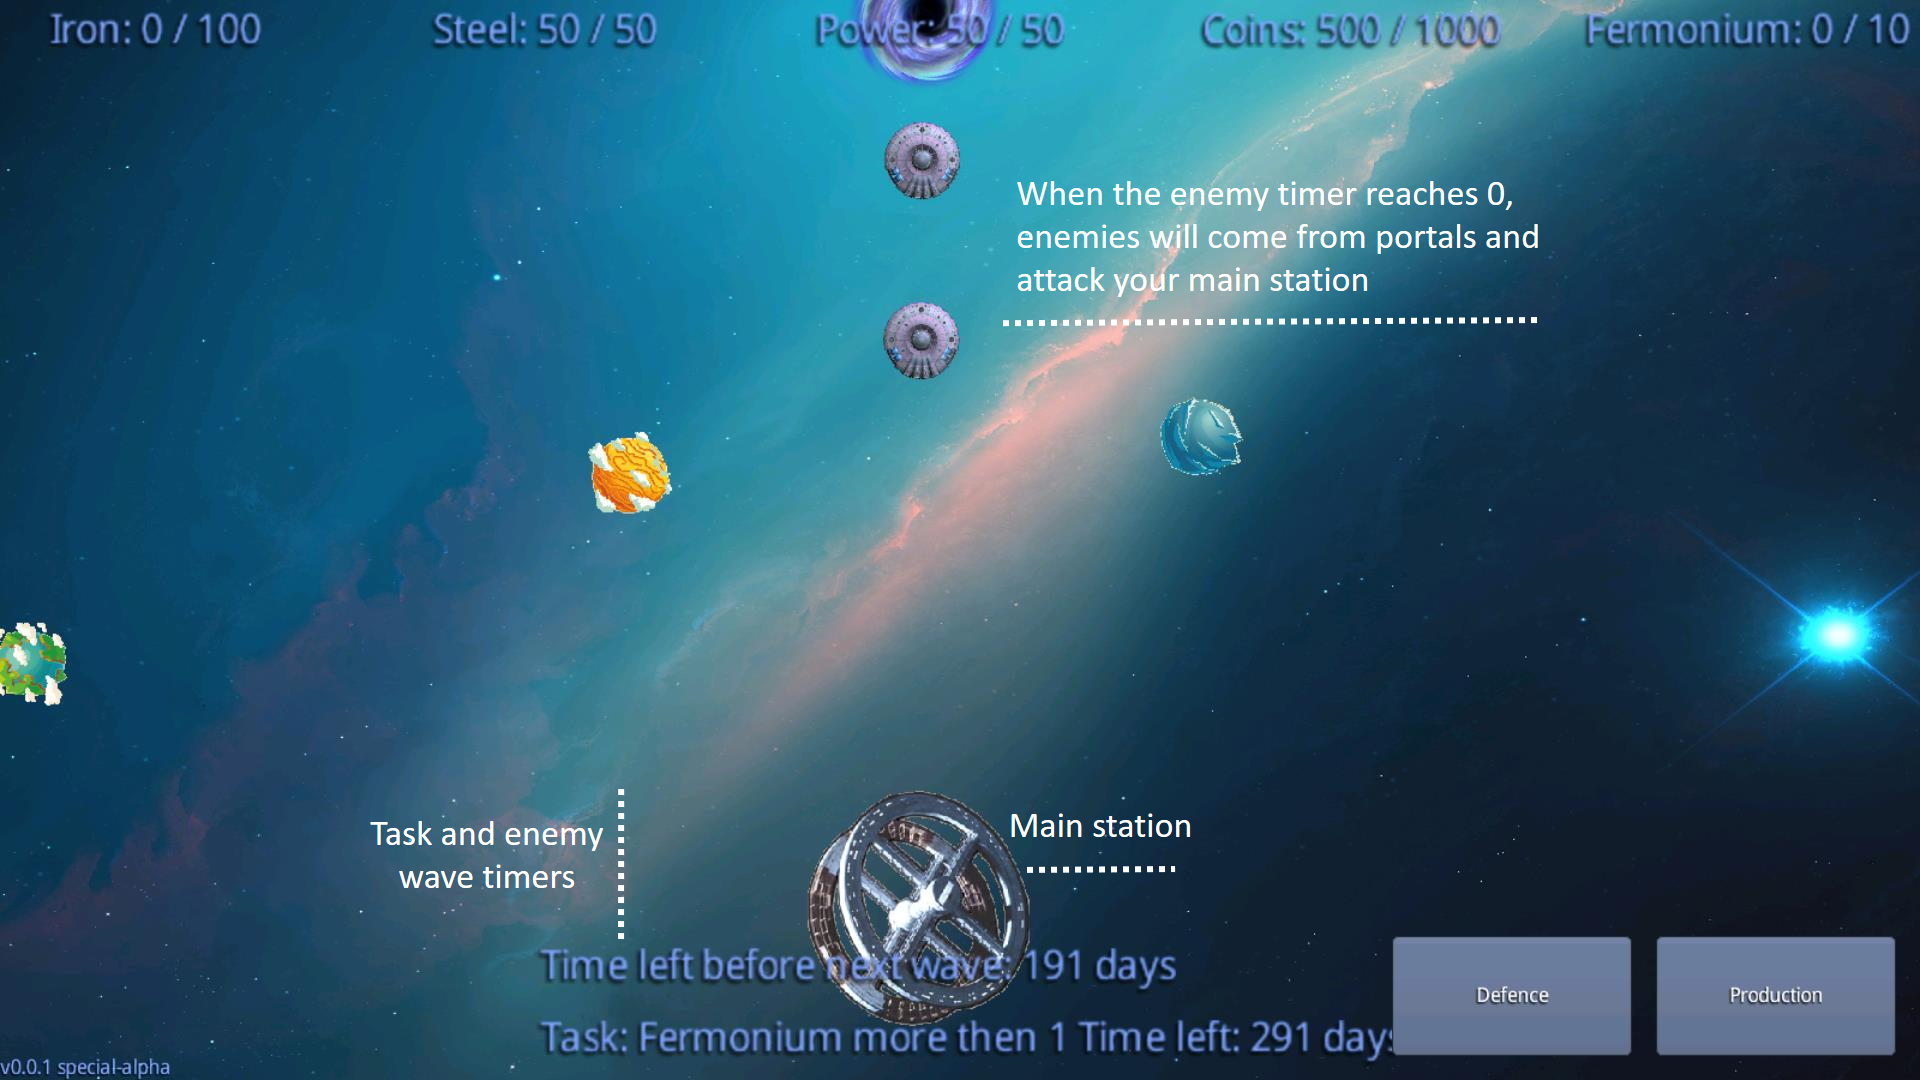 Iron: 0 / 100
Steel: 50 / 50
Power: 50 / 50
Coins: 500 / 1000
Fermonium: 0 / 10
When the enemy timer reaches 0,
enemies will come from portals and
attack your main station
Task and enemy
wave timers
Main station
Time left before next wave: 191 days
Task: Fermonium more then 1 Time left: 291 days
Defence
Production
v0.0.1 special-alpha